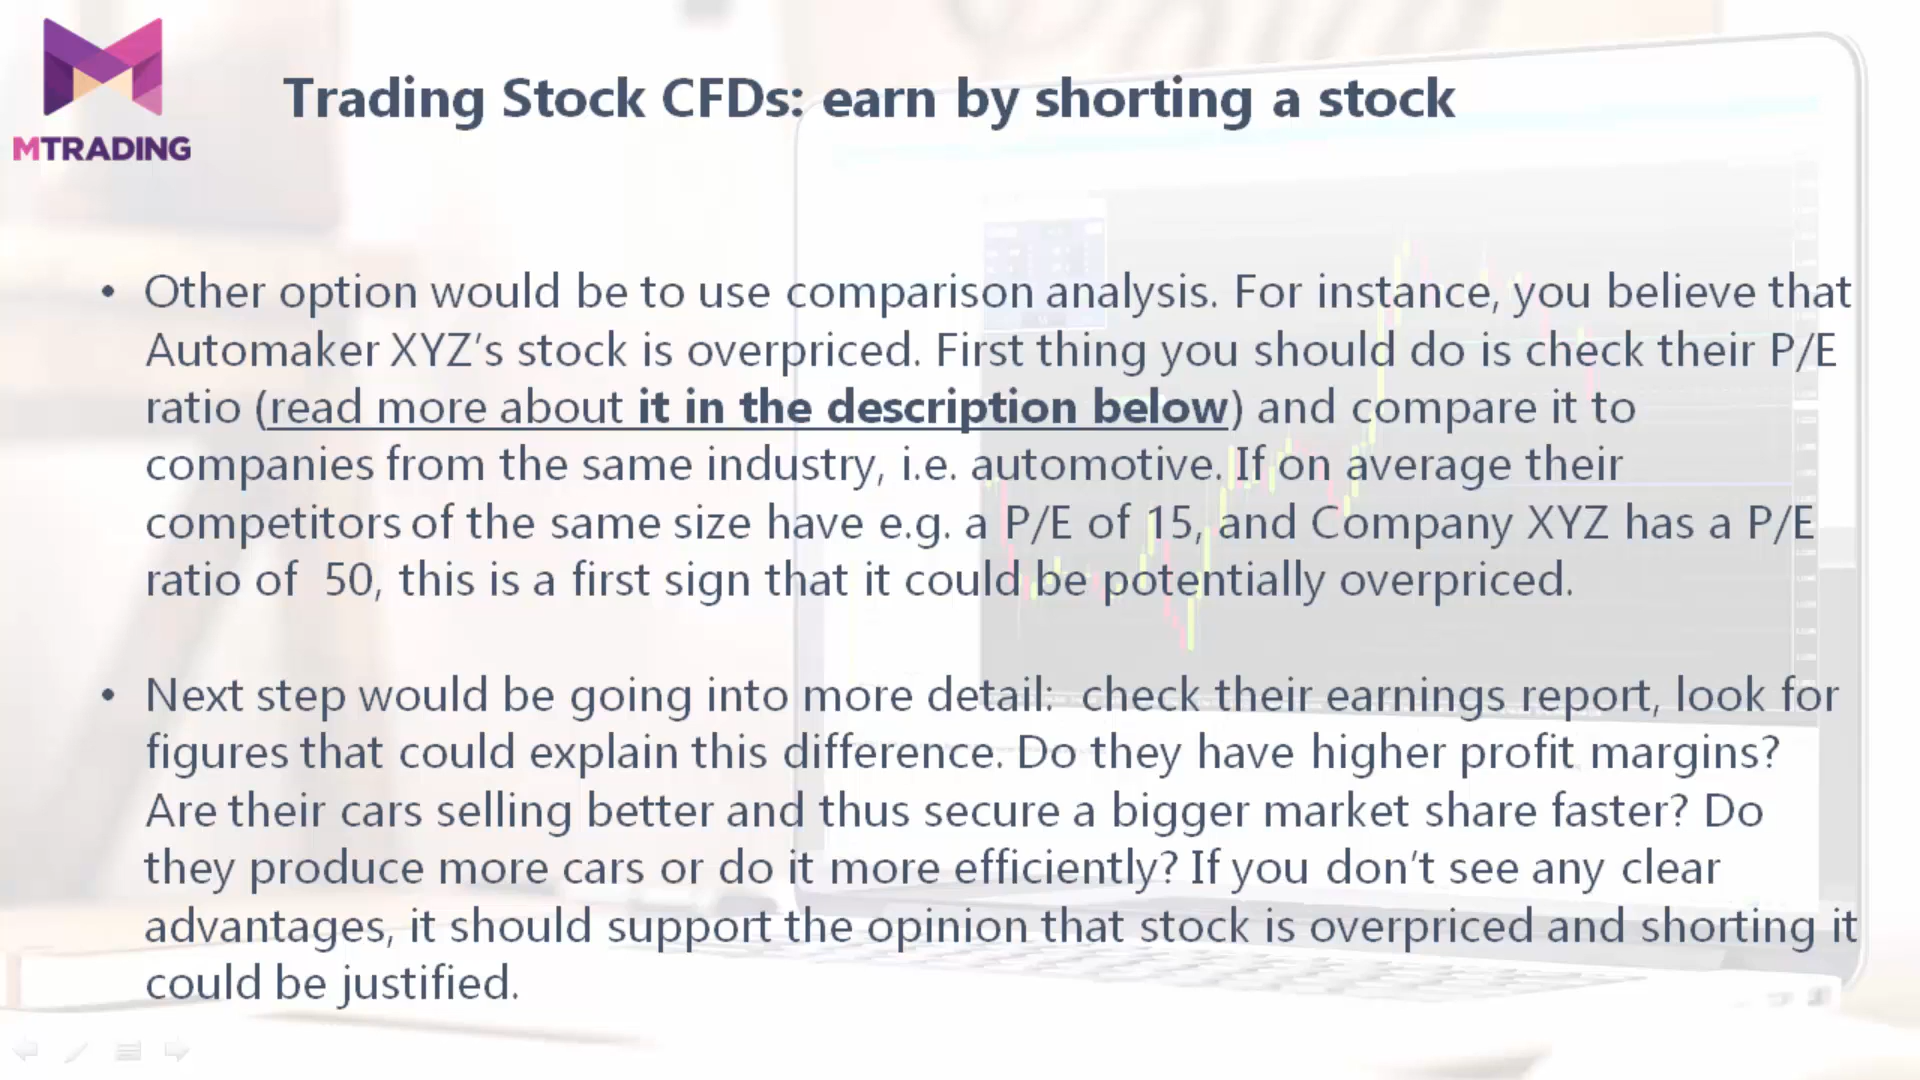 MTRADING
Trading Stock CFDs: earn by shorting a stock
• Other option would be to use comparison analysis. For instance, you believe that
Automaker XYZ’s stock is overpriced. First thing you should do is check their P/E
ratio (read more about it in the description below) and compare it to
companies from the same industry, i.e. automotive. If on average their
competitors of the same size have e.g. a P/E of 15, and Company XYZ has a P/E
ratio of  50, this is a first sign that it could be potentially overpriced.
• Next step would be going into more detail:  check their earnings report, look for
figures that could explain this difference. Do they have higher profit margins?
Are their cars selling better and thus secure a bigger market share faster? Do
they produce more cars or do it more efficiently? If you don’t see any clear
advantages, it should support the opinion that stock is overpriced and shorting it
could be justified.